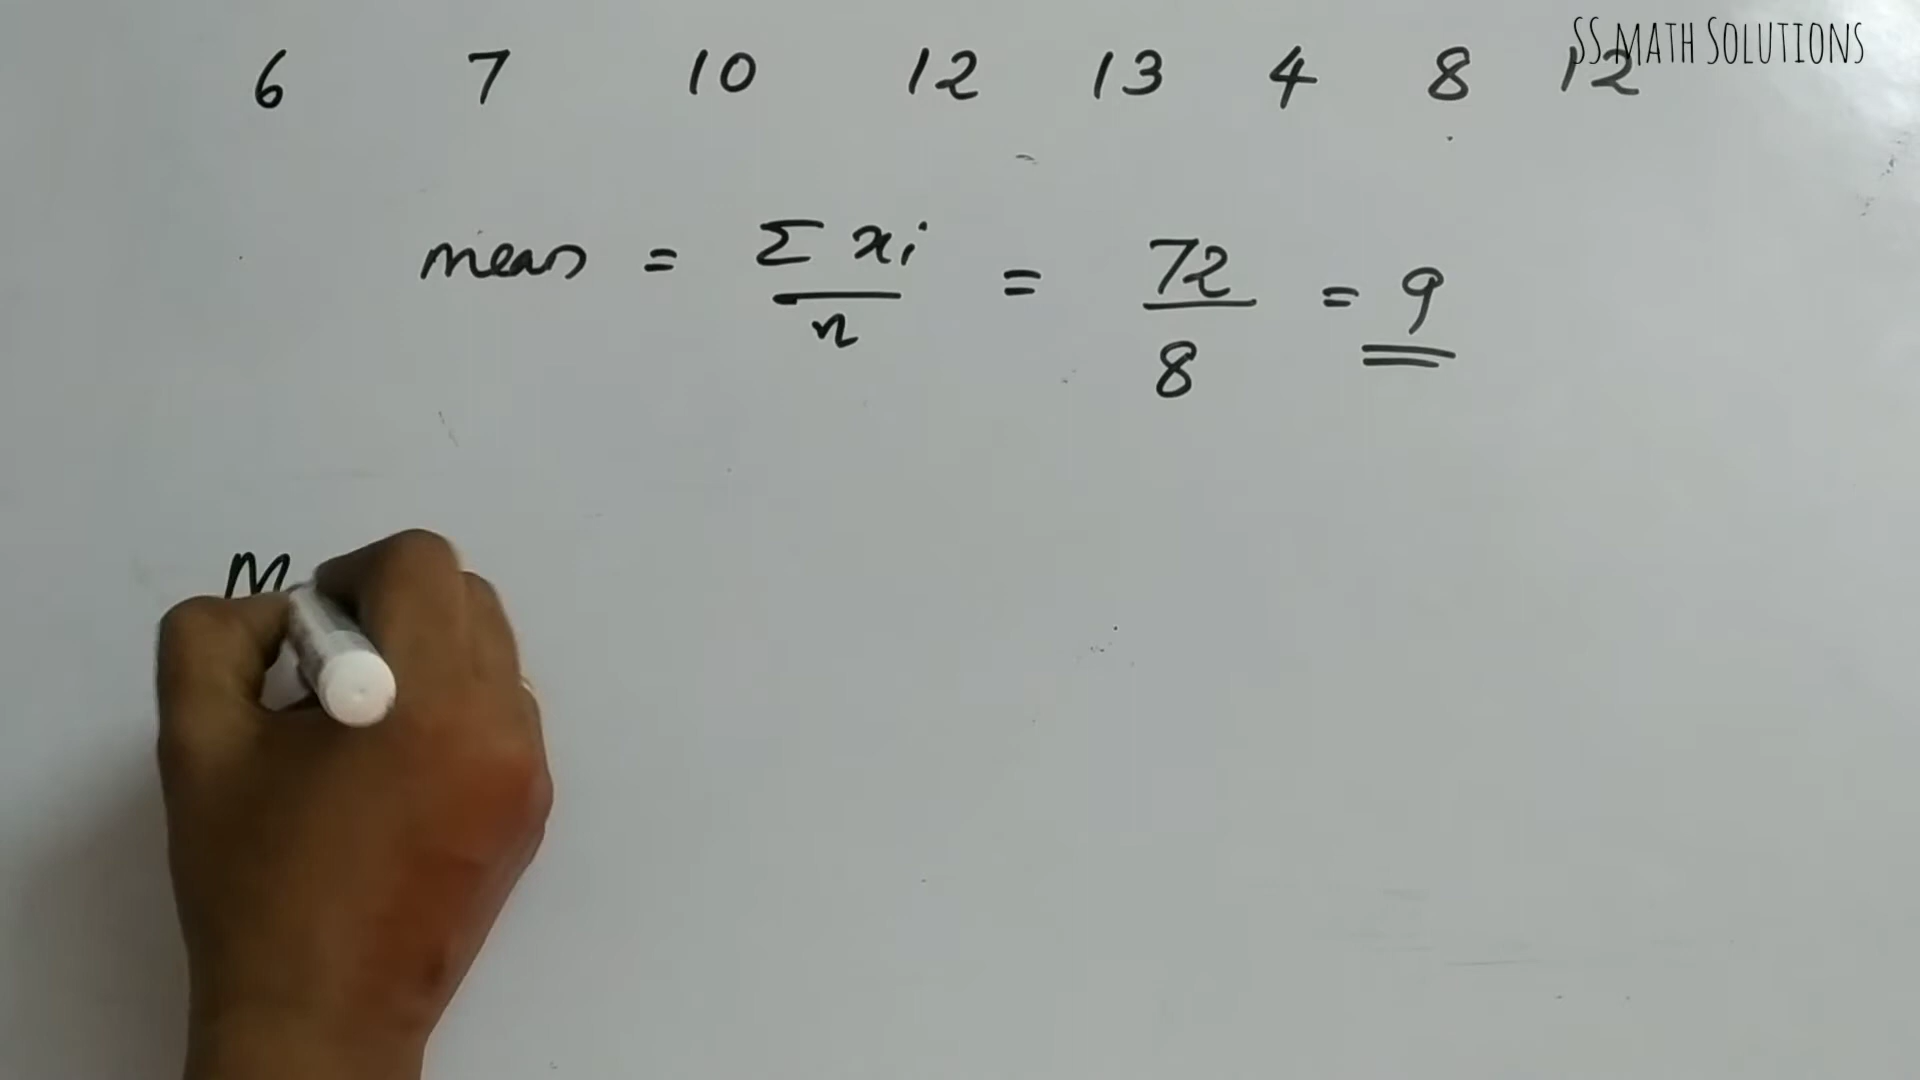 SS MATH SOLUTIONS
6 7 10 12 13 4 8 12
mean = Σ xi / n = 72 / 8 = 9
M